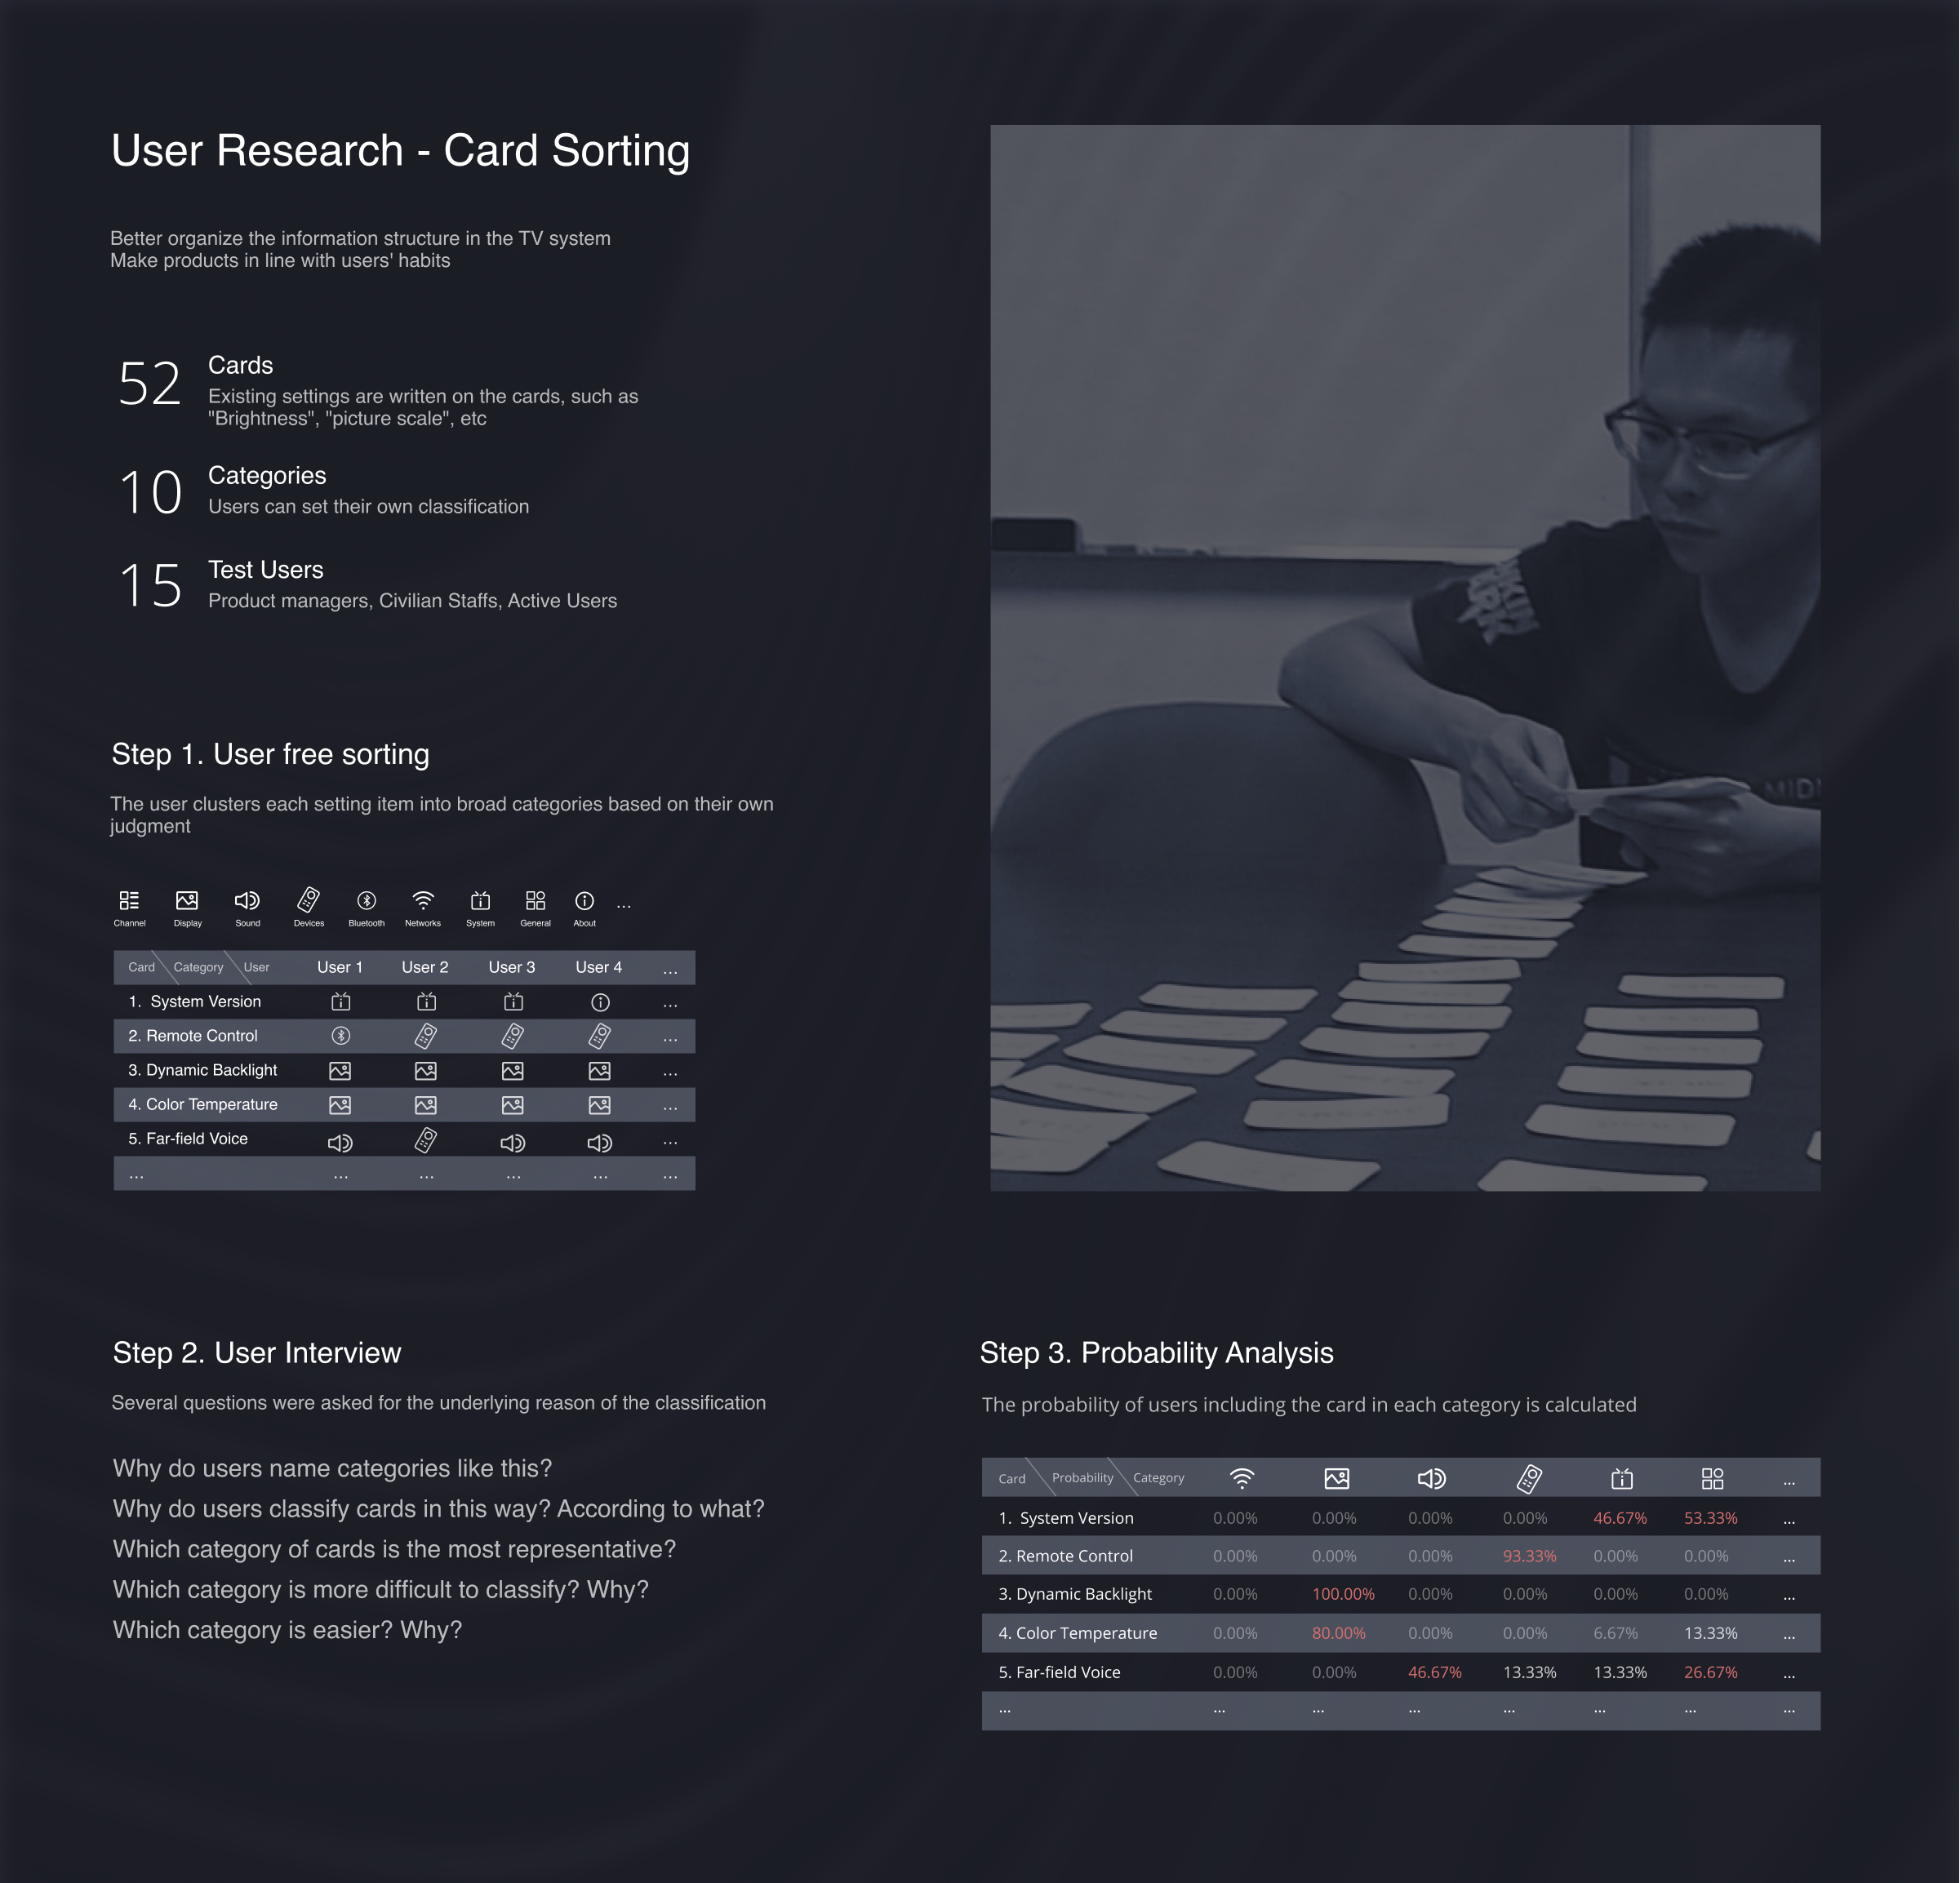 User Research - Card Sorting
Better organize the information structure in the TV system
Make products in line with users' habits
52
Cards
Existing settings are written on the cards, such as
"Brightness", "picture scale", etc
10
Categories
Users can set their own classification
15
Test Users
Product managers, Civilian Staffs, Active Users
Step 1. User free sorting
The user clusters each setting item into broad categories based on their own
judgment
Channel Display Sound Devices Bluetooth Networks System General About ...
Card Category User User 1 User 2 User 3 User 4 ...
1. System Version ...
2. Remote Control ...
3. Dynamic Backlight ...
4. Color Temperature ...
5. Far-field Voice ...
... ... ... ... ... ...
MIDI
Step 2. User Interview
Several questions were asked for the underlying reason of the classification
Why do users name categories like this?
Why do users classify cards in this way? According to what?
Which category of cards is the most representative?
Which category is more difficult to classify? Why?
Which category is easier? Why?
Step 3. Probability Analysis
The probability of users including the card in each category is calculated
Card Probability Category ...
1. System Version 0.00% 0.00% 0.00% 0.00% 46.67% 53.33% ...
2. Remote Control 0.00% 0.00% 0.00% 93.33% 0.00% 0.00% ...
3. Dynamic Backlight 0.00% 100.00% 0.00% 0.00% 0.00% 0.00% ...
4. Color Temperature 0.00% 80.00% 0.00% 0.00% 6.67% 13.33% ...
5. Far-field Voice 0.00% 0.00% 46.67% 13.33% 13.33% 26.67% ...
... ... ... ... ... ... ... ...